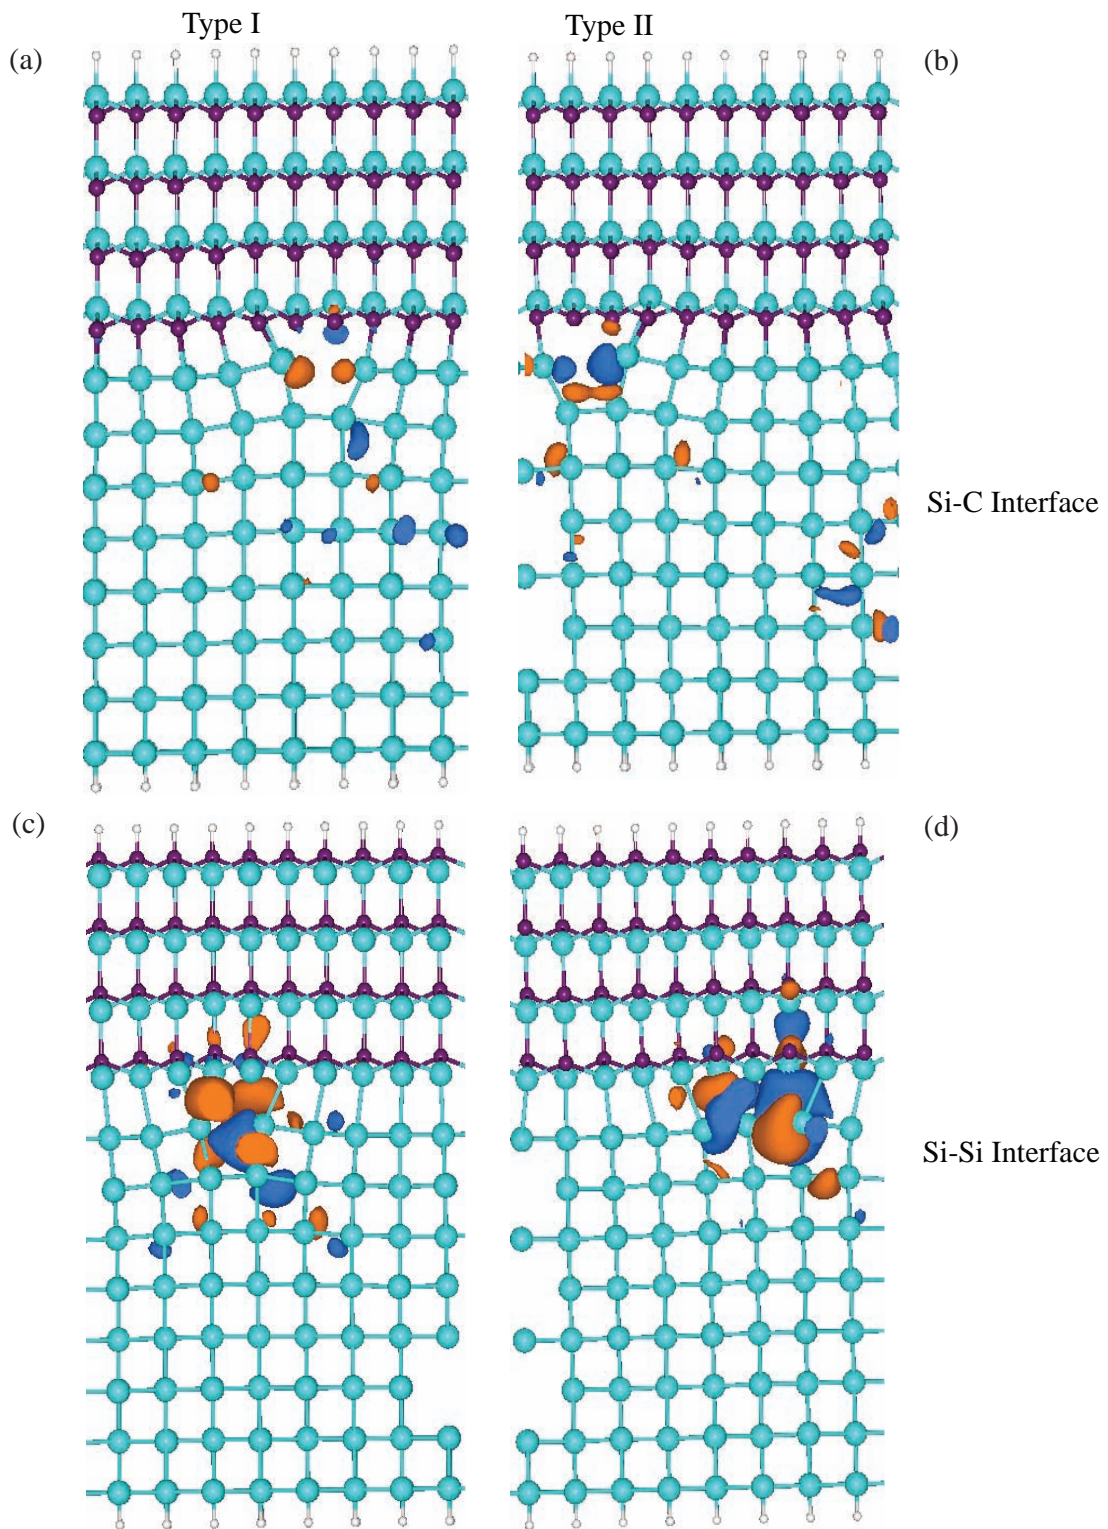 Type I
Type II
(a)
(b)
Si-C Interface
(c)
(d)
Si-Si Interface